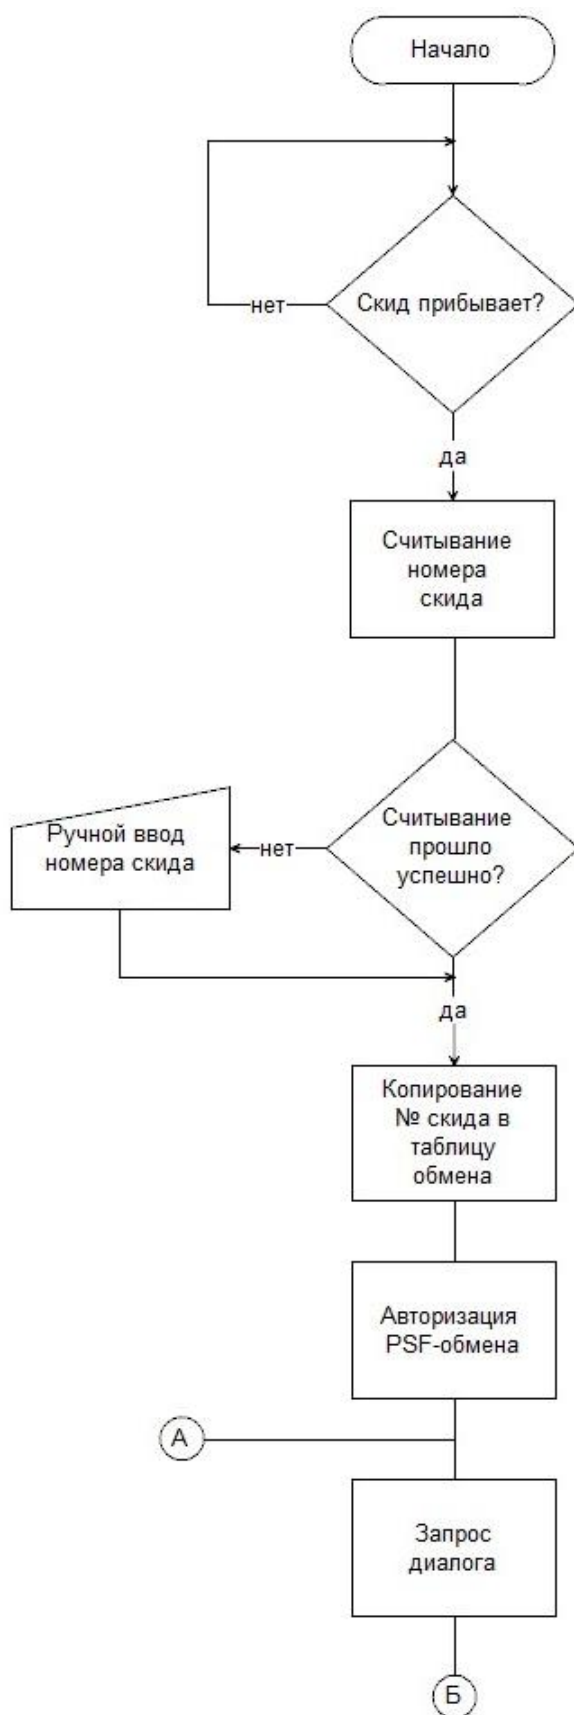 Начало
Скид прибывает?
нет
да
Считывание
номера
скида
Считывание
прошло
успешно?
нет
Ручной ввод
номера скида
да
Копирование
№ скида в
таблицу
обмена
Авторизация
PSF-обмена
А
Запрос
диалога
Б